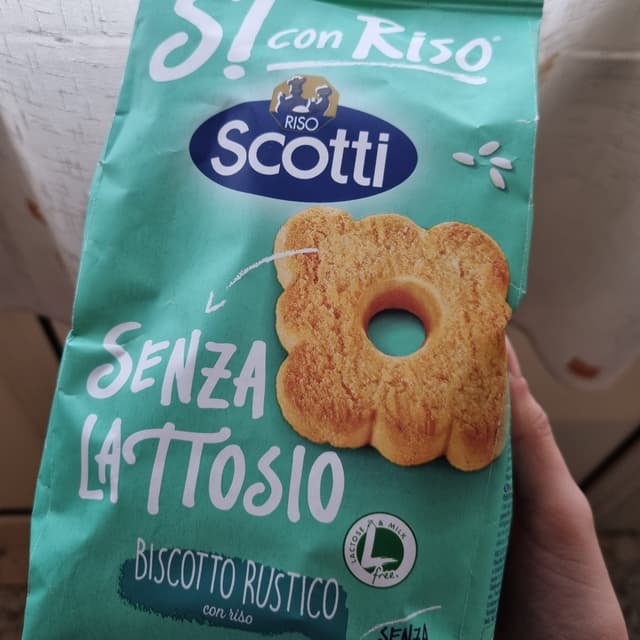 Sì con Riso
RISO
Scotti
SENZA
LATTOSIO
LACTOSE & MILK
free.
BISCOTTO RUSTICO
con riso
SENZA